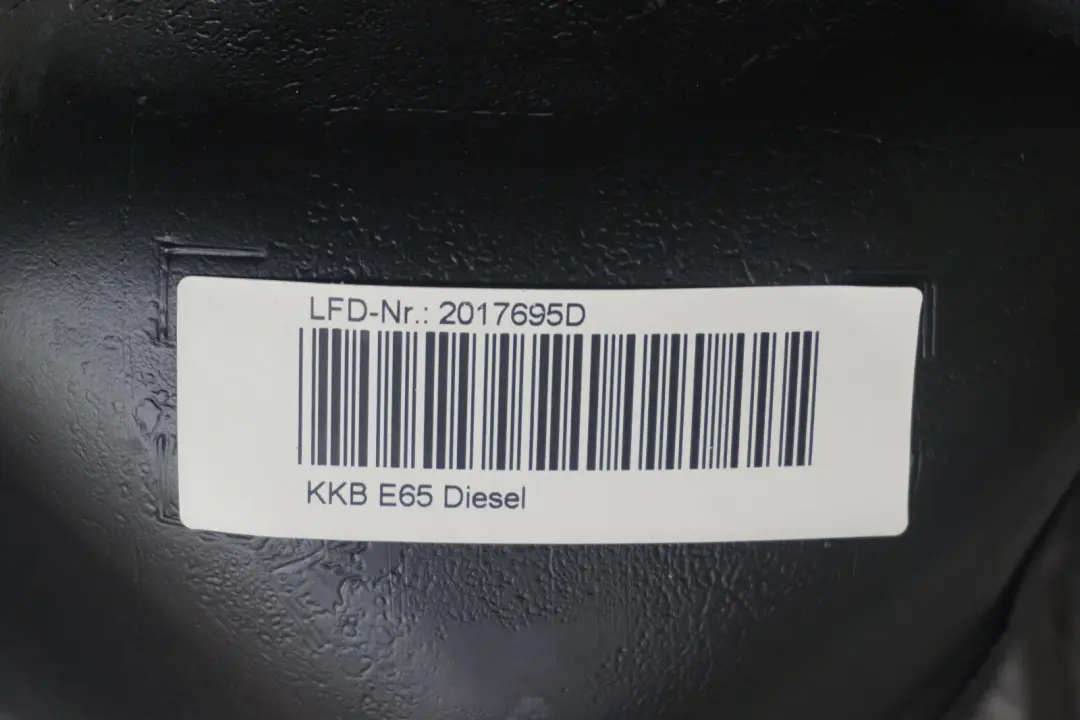 LFD-Nr.: 2017695D
KKB E65 Diesel